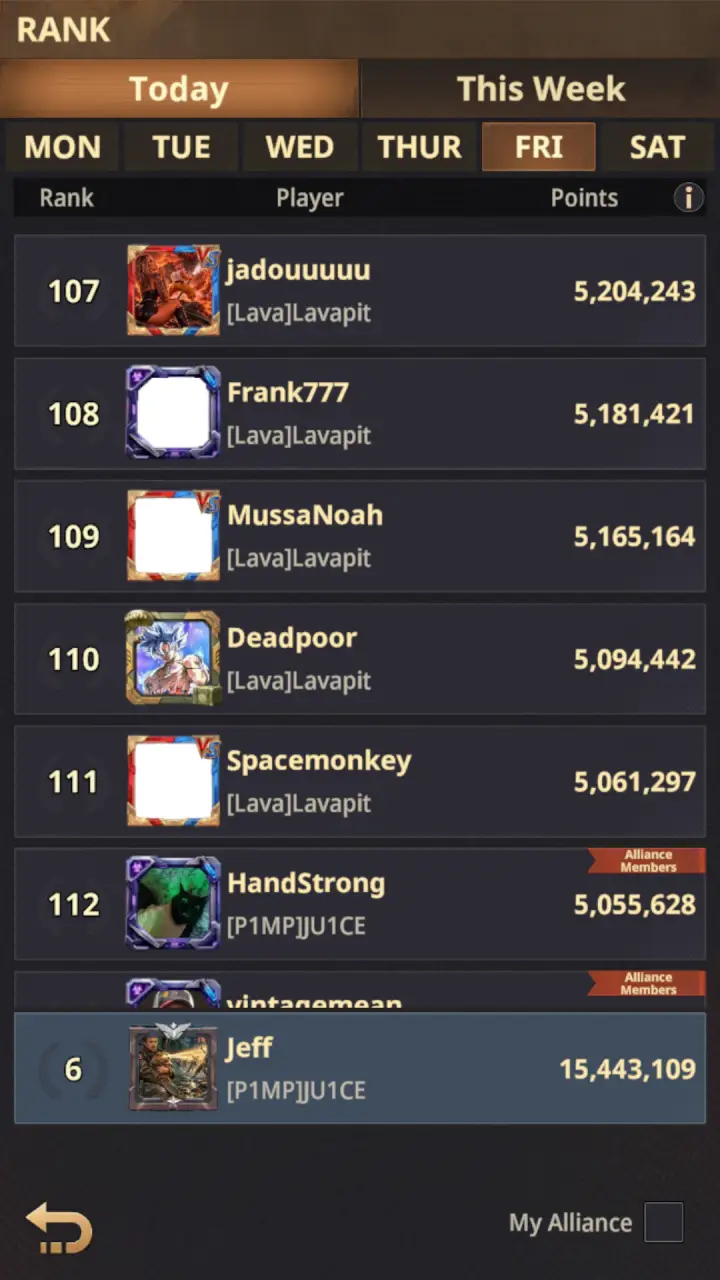 RANK
Today This Week
MON TUE WED THUR FRI SAT
Rank Player Points i
107 jadouuuuu 5,204,243
[Lava]Lavapit
108 Frank777 5,181,421
[Lava]Lavapit
VS
109 MussaNoah 5,165,164
[Lava]Lavapit
110 Deadpoor 5,094,442
[Lava]Lavapit
111 Spacemonkey 5,061,297
[Lava]Lavapit
Alliance
Members
112 HandStrong 5,055,628
[P1MP]JU1CE
Alliance
Members
vintagemean
6 Jeff 15,443,109
[P1MP]JU1CE
My Alliance